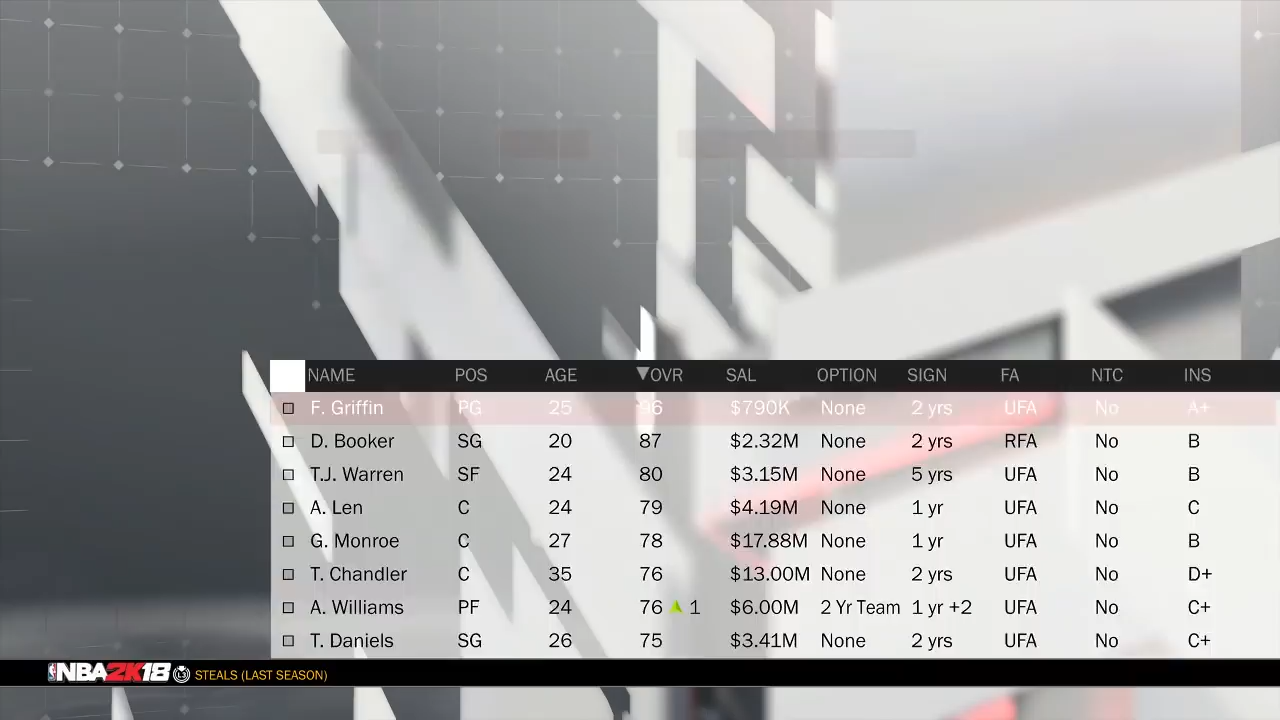 NAME POS AGE ▼OVR SAL OPTION SIGN FA NTC INS
F. Griffin PG 25 96 $790K None 2 yrs UFA No A+
D. Booker SG 20 87 $2.32M None 2 yrs RFA No B
T.J. Warren SF 24 80 $3.15M None 5 yrs UFA No B
A. Len C 24 79 $4.19M None 1 yr UFA No C
G. Monroe C 27 78 $17.88M None 1 yr UFA No B
T. Chandler C 35 76 $13.00M None 2 yrs UFA No D+
A. Williams PF 24 76 1 $6.00M 2 Yr Team 1 yr +2 UFA No C+
T. Daniels SG 26 75 $3.41M None 2 yrs UFA No C+
NBA2K18 STEALS (LAST SEASON)